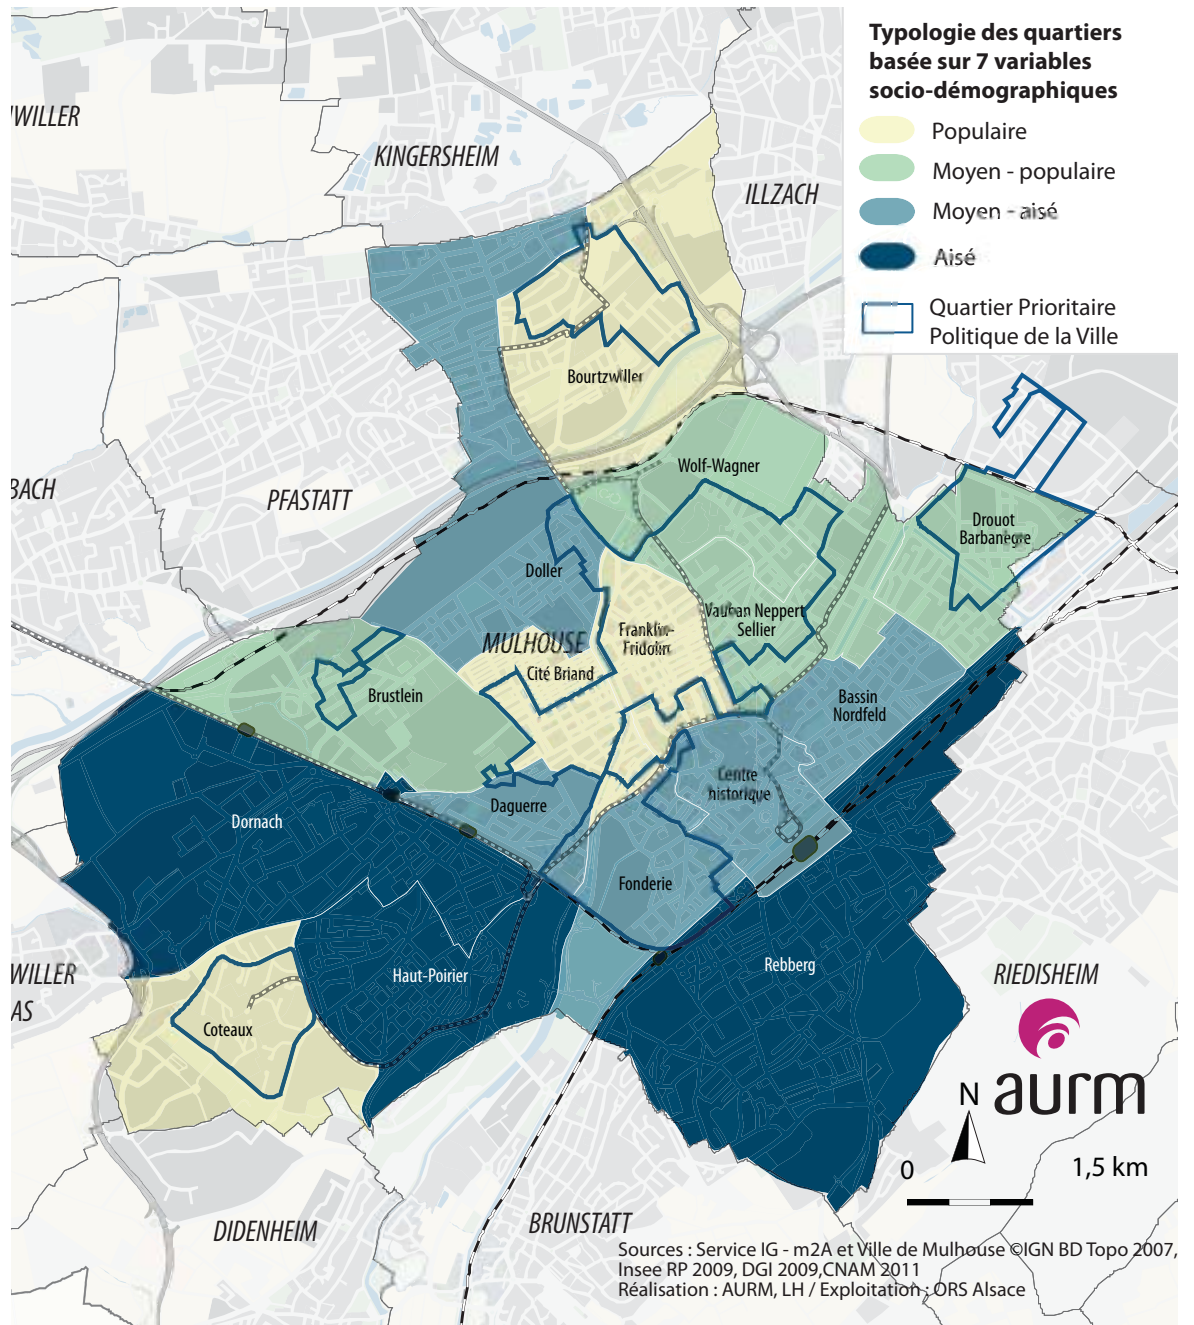 Typologie des quartiers
basée sur 7 variables
socio-démographiques
Populaire
Moyen - populaire
Moyen - aisé
Aisé
Quartier Prioritaire
Politique de la Ville
IWILLER
KINGERSHEIM
ILLZACH
Bourtzwiller
BACH
PFASTATT
Wolf-Wagner
Drouot
Barbanègre
Doller
MULHOUSE
Cité Briand
Franklin-
Fridolin
Vauban Neppert
Sellier
Brustlein
Bassin
Nordfeld
Centre
historique
Daguerre
Dornach
Fonderie
Haut-Poirier
Rebberg
WILLER
AS
RIEDISHEIM
Coteaux
aurm
N
0
1,5 km
DIDENHEIM
BRUNSTATT
Sources : Service IG - m2A et Ville de Mulhouse ©IGN BD Topo 2007,
Insee RP 2009, DGI 2009,CNAM 2011
Réalisation : AURM, LH / Exploitation : ORS Alsace